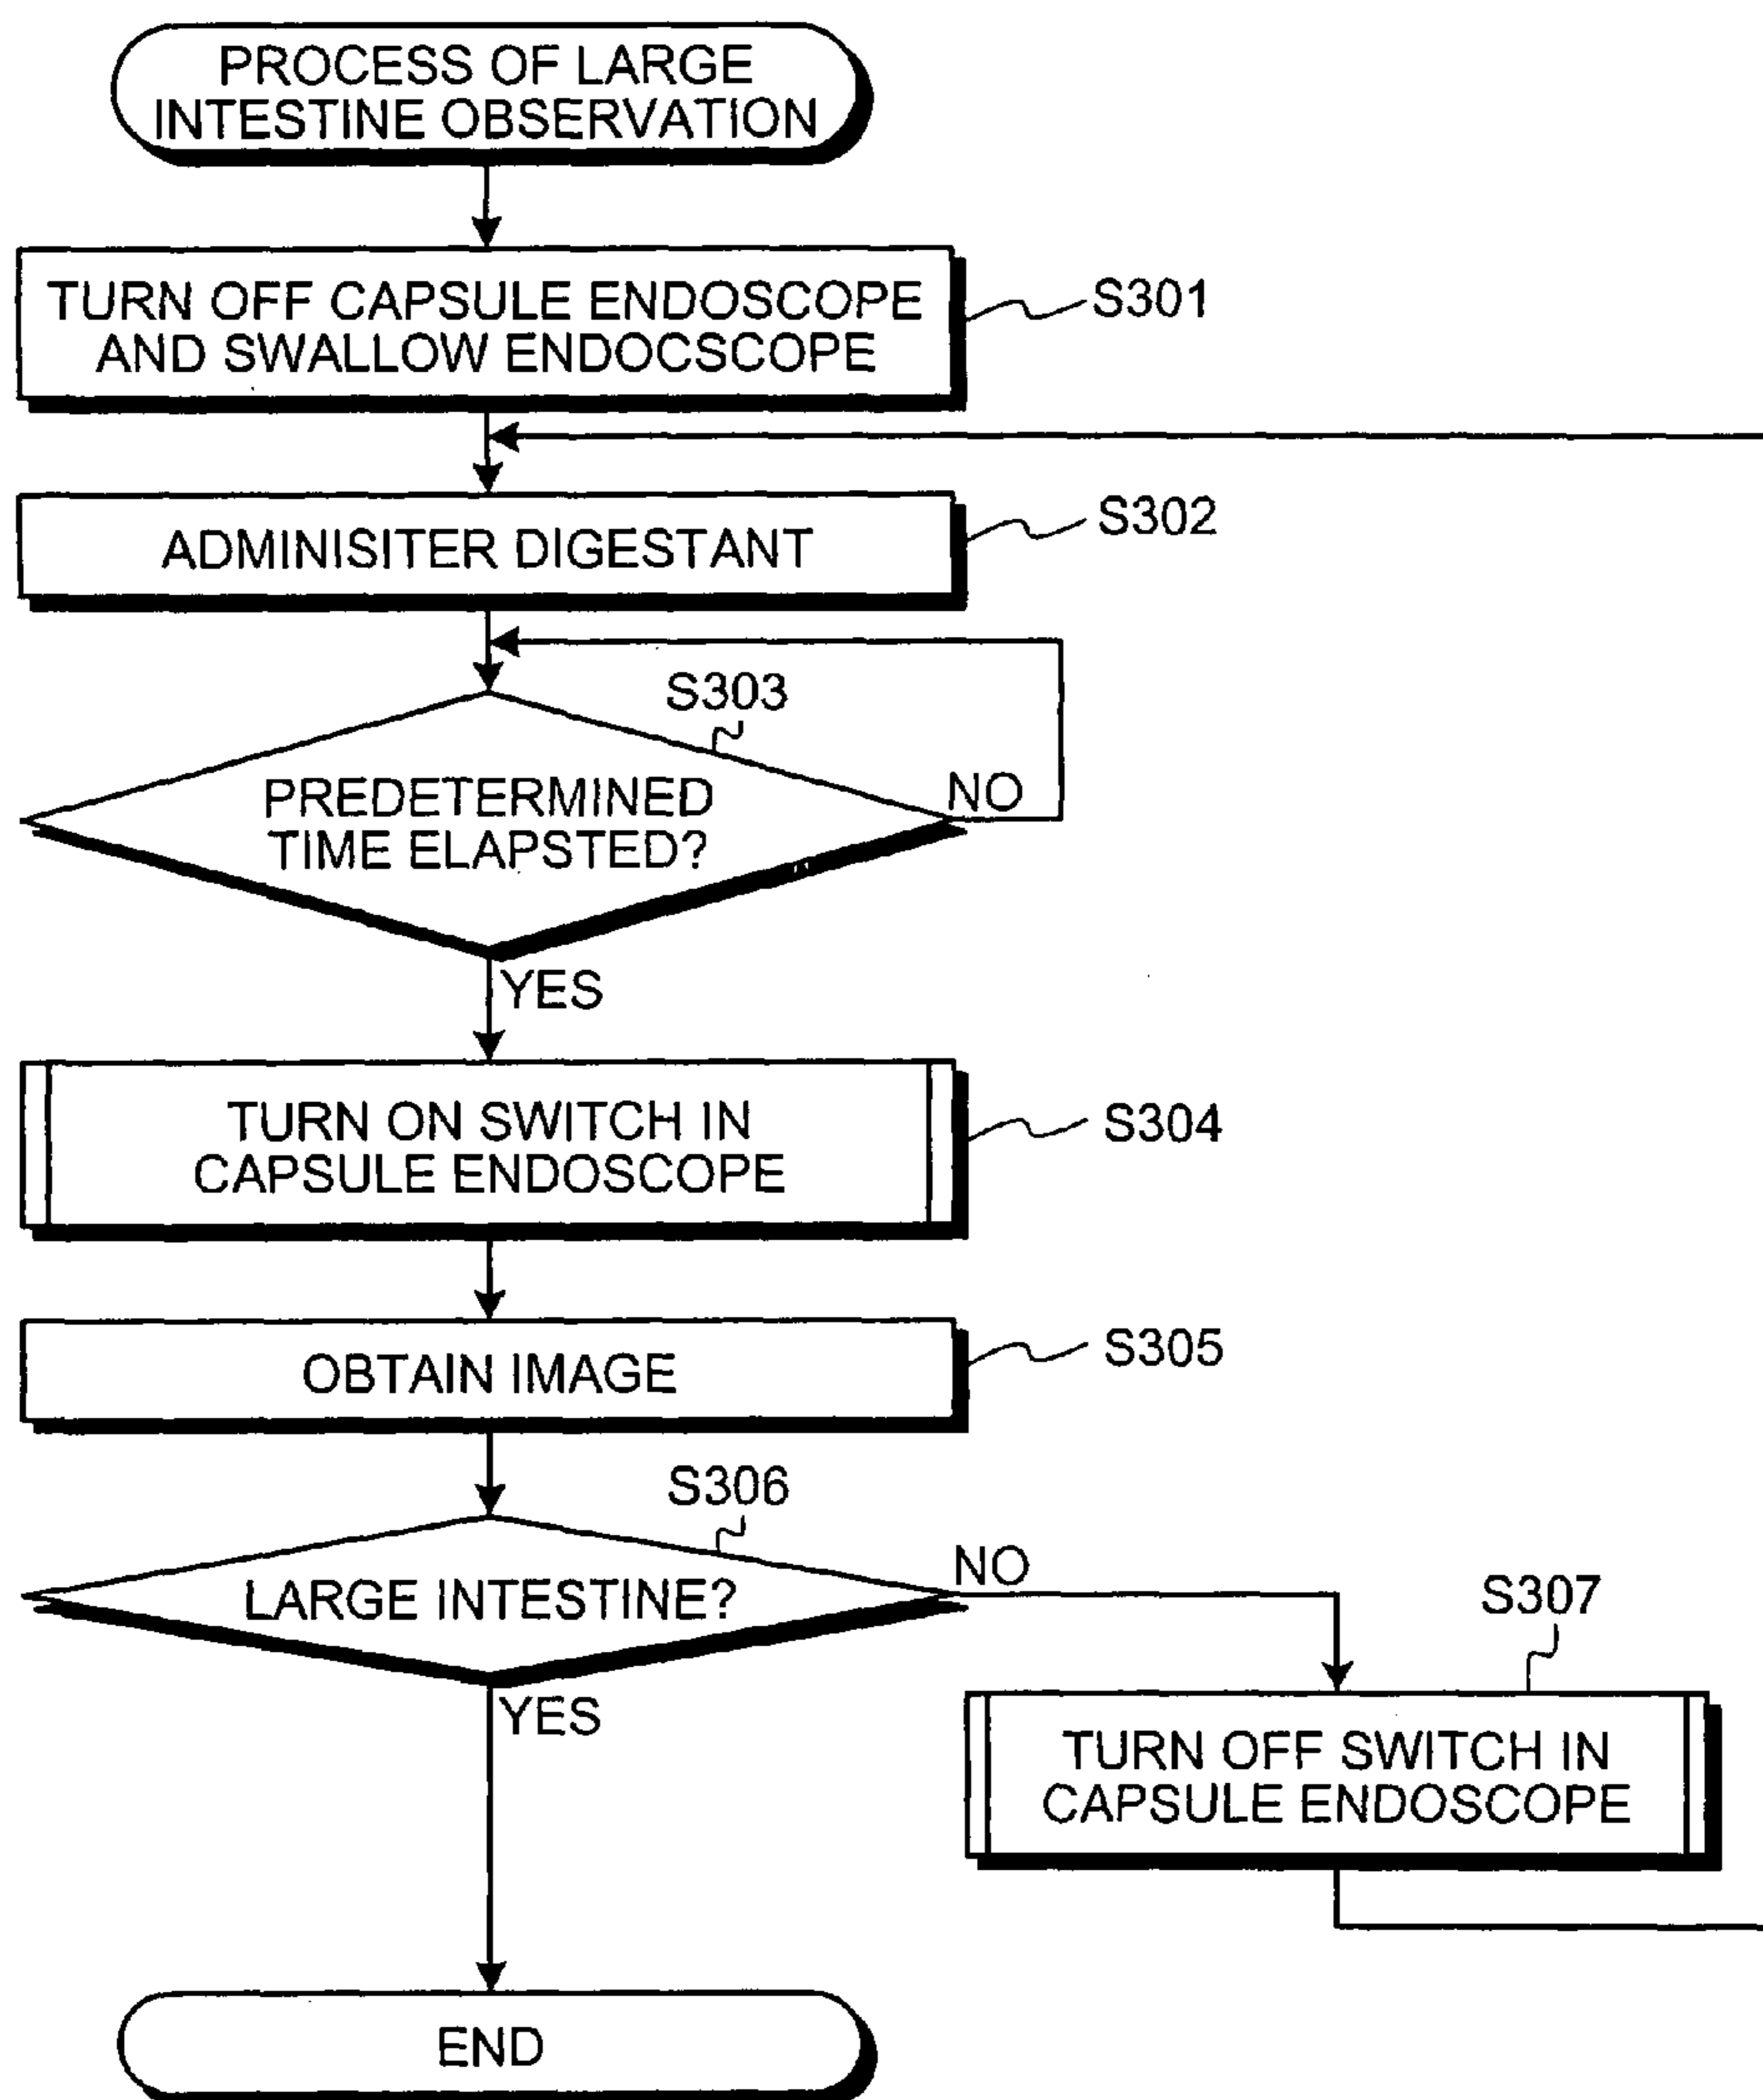 PROCESS OF LARGE
INTESTINE OBSERVATION
TURN OFF CAPSULE ENDOSCOPE
AND SWALLOW ENDOCSCOPE
S301
ADMINISITER DIGESTANT
S302
S303
PREDETERMINED
TIME ELAPSTED?
NO
YES
TURN ON SWITCH IN
CAPSULE ENDOSCOPE
S304
OBTAIN IMAGE
S305
S306
LARGE INTESTINE?
NO
YES
S307
TURN OFF SWITCH IN
CAPSULE ENDOSCOPE
END